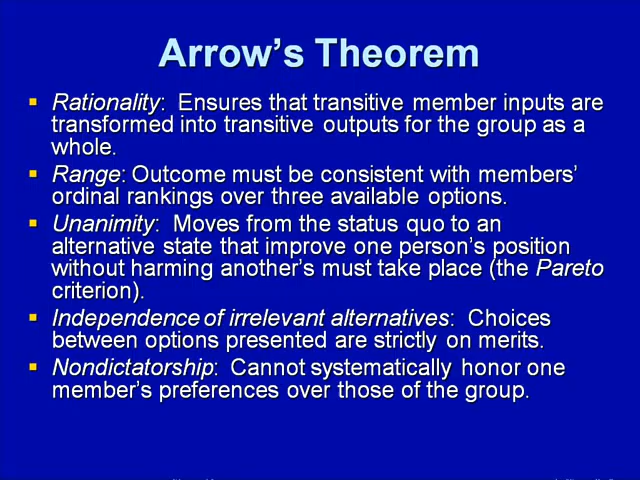 Arrow's Theorem
Rationality: Ensures that transitive member inputs are
transformed into transitive outputs for the group as a
whole.
Range: Outcome must be consistent with members'
ordinal rankings over three available options.
Unanimity: Moves from the status quo to an
alternative state that improve one person's position
without harming another's must take place (the Pareto
criterion).
Independence of irrelevant alternatives: Choices
between options presented are strictly on merits.
Nondictatorship: Cannot systematically honor one
member's preferences over those of the group.